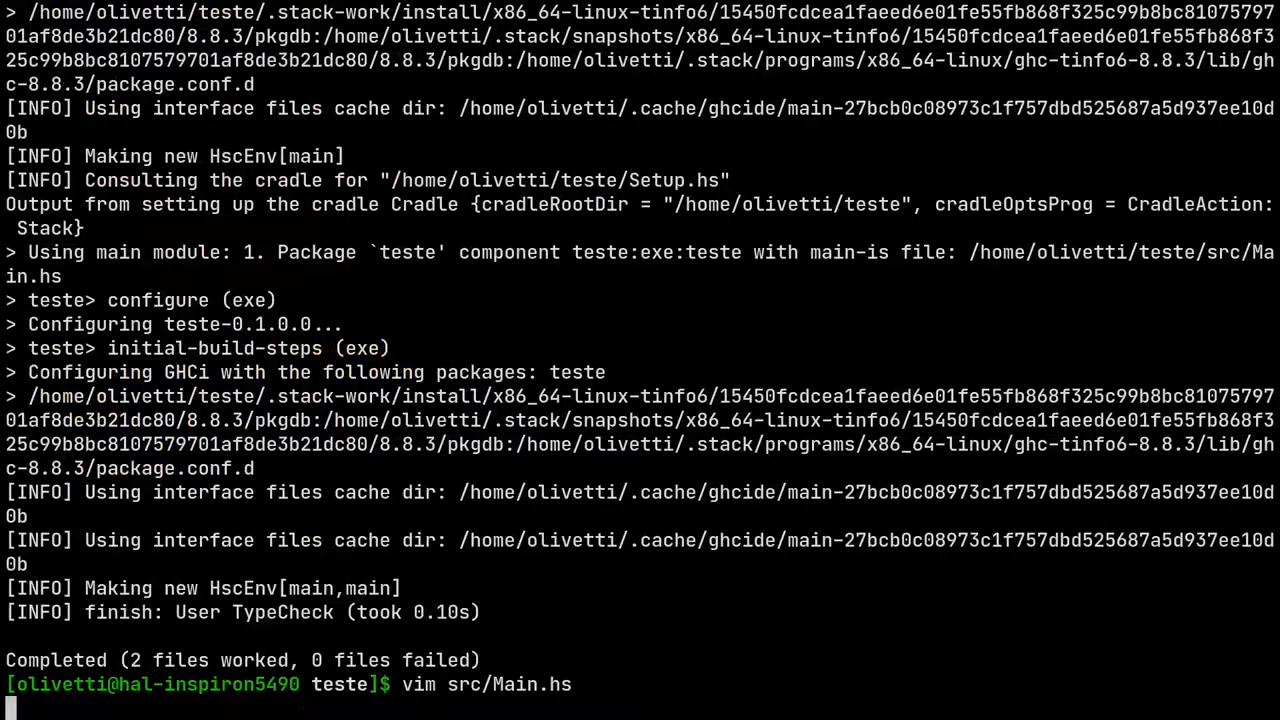 > /home/olivetti/teste/.stack-work/install/x86_64-linux-tinfo6/15450fcdcea1faeed6e01fe55fb868f325c99b8bc81075797
01af8de3b21dc80/8.8.3/pkgdb:/home/olivetti/.stack/snapshots/x86_64-linux-tinfo6/15450fcdcea1faeed6e01fe55fb868f3
25c99b8bc8107579701af8de3b21dc80/8.8.3/pkgdb:/home/olivetti/.stack/programs/x86_64-linux/ghc-tinfo6-8.8.3/lib/gh
c-8.8.3/package.conf.d
[INFO] Using interface files cache dir: /home/olivetti/.cache/ghcide/main-27bcb0c08973c1f757dbd525687a5d937ee10d
0b
[INFO] Making new HscEnv[main]
[INFO] Consulting the cradle for "/home/olivetti/teste/Setup.hs"
Output from setting up the cradle Cradle {cradleRootDir = "/home/olivetti/teste", cradleOptsProg = CradleAction:
 Stack}
> Using main module: 1. Package `teste' component teste:exe:teste with main-is file: /home/olivetti/teste/src/Ma
in.hs
> teste> configure (exe)
> Configuring teste-0.1.0.0...
> teste> initial-build-steps (exe)
> Configuring GHCi with the following packages: teste
> /home/olivetti/teste/.stack-work/install/x86_64-linux-tinfo6/15450fcdcea1faeed6e01fe55fb868f325c99b8bc81075797
01af8de3b21dc80/8.8.3/pkgdb:/home/olivetti/.stack/snapshots/x86_64-linux-tinfo6/15450fcdcea1faeed6e01fe55fb868f3
25c99b8bc8107579701af8de3b21dc80/8.8.3/pkgdb:/home/olivetti/.stack/programs/x86_64-linux/ghc-tinfo6-8.8.3/lib/gh
c-8.8.3/package.conf.d
[INFO] Using interface files cache dir: /home/olivetti/.cache/ghcide/main-27bcb0c08973c1f757dbd525687a5d937ee10d
0b
[INFO] Using interface files cache dir: /home/olivetti/.cache/ghcide/main-27bcb0c08973c1f757dbd525687a5d937ee10d
0b
[INFO] Making new HscEnv[main,main]
[INFO] finish: User TypeCheck (took 0.10s)

Completed (2 files worked, 0 files failed)
[olivetti@hal-inspiron5490 teste]$ vim src/Main.hs